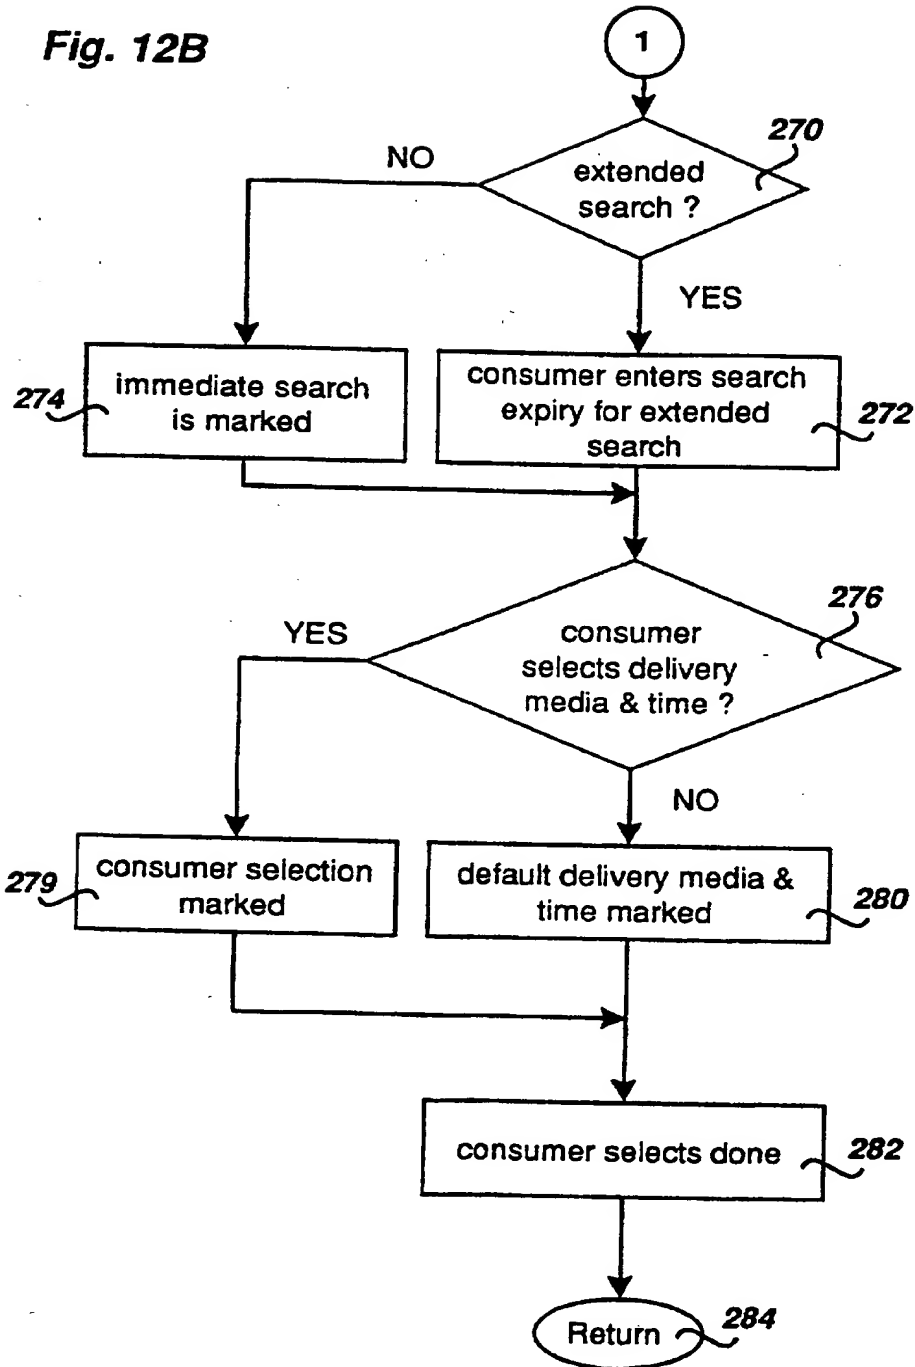 Fig. 12B
1
270
NO
extended
search ?
YES
274
immediate search
is marked
consumer enters search
expiry for extended
search
272
276
YES
consumer
selects delivery
media & time ?
NO
279
consumer selection
marked
default delivery media &
time marked
280
consumer selects done
282
Return
284